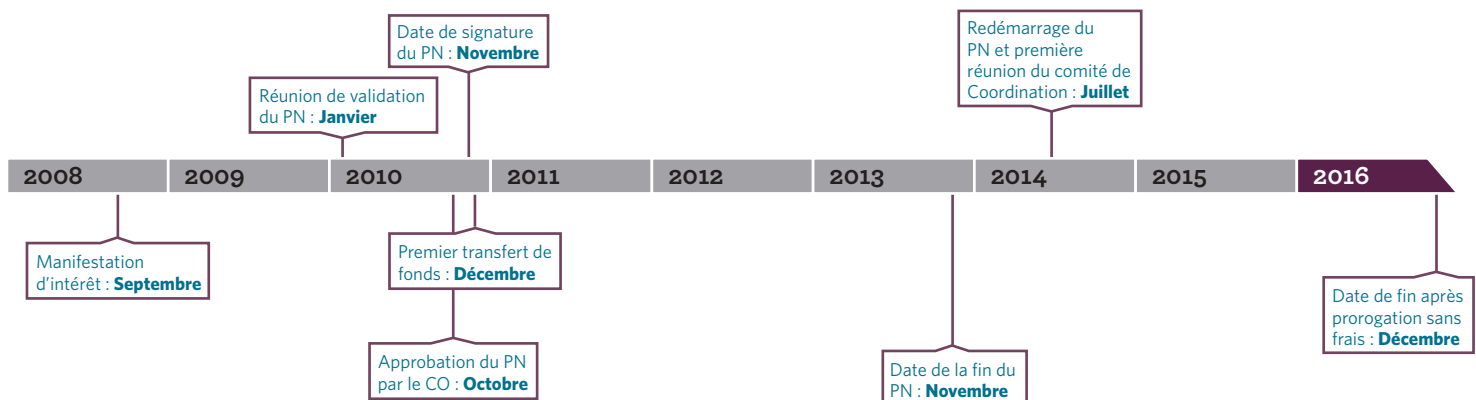 Date de signature
du PN : Novembre
Redémarrage du
PN et première
réunion du comité de
Coordination : Juillet
Réunion de validation
du PN : Janvier
2008
2009
2010
2011
2012
2013
2014
2015
2016
Manifestation
d'intérêt : Septembre
Premier transfert de
fonds : Décembre
Approbation du PN
par le CO : Octobre
Date de la fin du
PN : Novembre
Date de fin après
prorogation sans
frais : Décembre